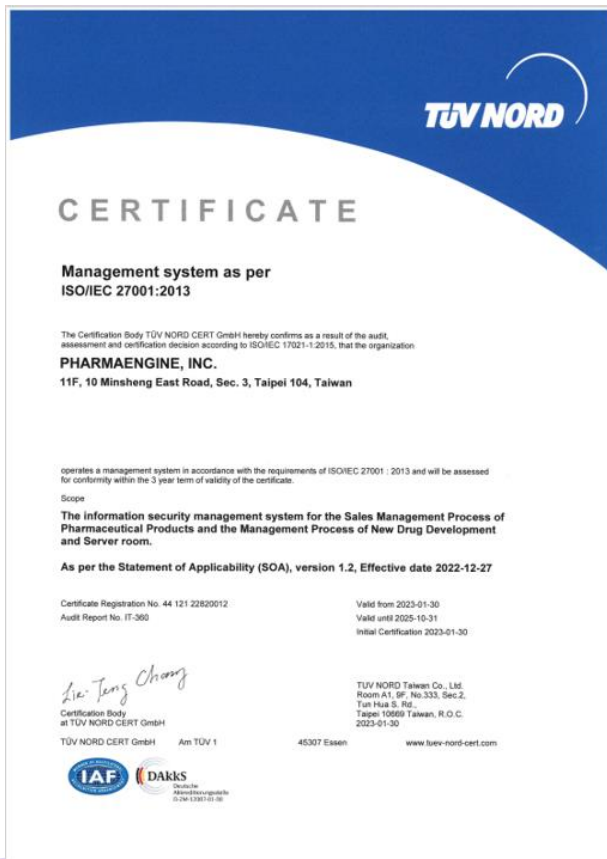 TÜV NORD
CERTIFICATE
Management system as per
ISO/IEC 27001:2013
The Certification Body TÜV NORD CERT GmbH hereby confirms as a result of the audit,
assessment and certification decision according to ISO/IEC 17021-1:2015, that the organization
PHARMAENGINE, INC.
11F, 10 Minsheng East Road, Sec. 3, Taipei 104, Taiwan
operates a management system in accordance with the requirements of ISO/IEC 27001 : 2013 and will be assessed
for conformity within the 3 year term of validity of the certificate.
Scope
The information security management system for the Sales Management Process of
Pharmaceutical Products and the Management Process of New Drug Development
and Server room.
As per the Statement of Applicability (SOA), version 1.2, Effective date 2022-12-27
Certificate Registration No. 44 121 22820012
Audit Report No. IT-360
Valid from 2023-01-30
Valid until 2025-10-31
Initial Certification 2023-01-30
Lie-Teng Chang
Certification Body
at TÜV NORD CERT GmbH
TUV NORD Taiwan Co., Ltd.
Room A1, 9F, No.333, Sec.2,
Tun Hua S. Rd.,
Taipei 10669 Taiwan, R.O.C.
2023-01-30
TÜV NORD CERT GmbH Am TÜV 1 45307 Essen www.tuev-nord-cert.com
IAF
DAkkS
Deutsche
Akkreditierungsstelle